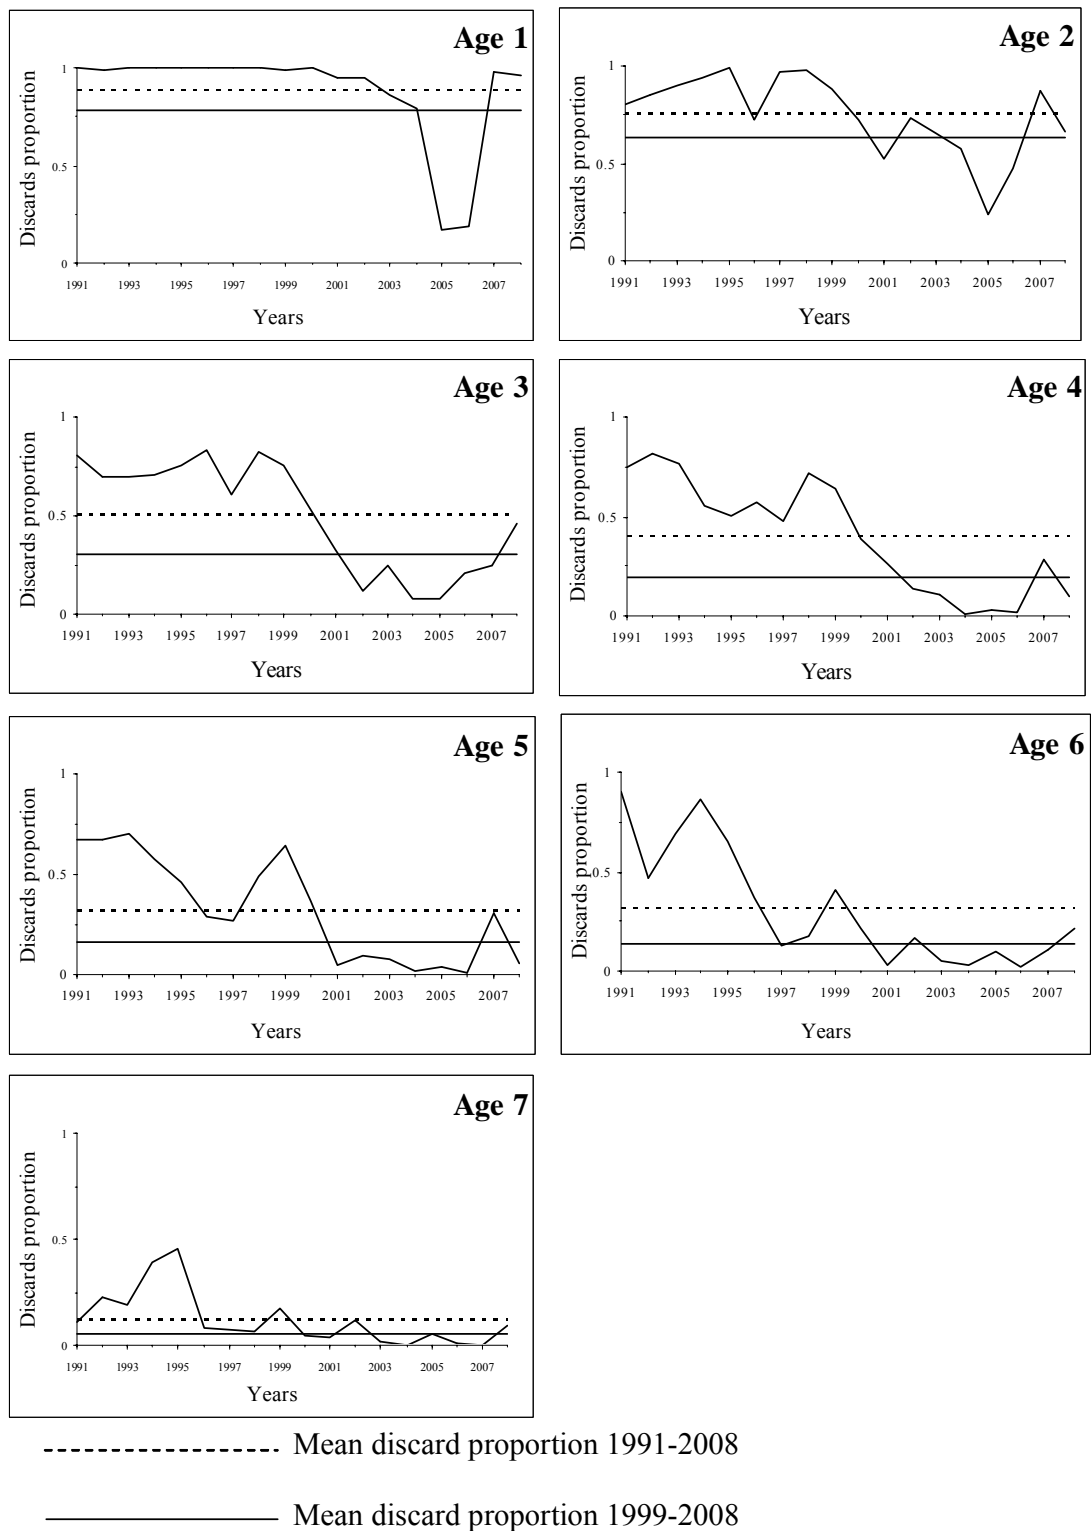 Age 1
1
0.5
0
Discards proportion
1991 1993 1995 1997 1999 2001 2003 2005 2007
Years
Age 2
1
0.5
0
Discards proportion
1991 1993 1995 1997 1999 2001 2003 2005 2007
Years
Age 3
1
0.5
0
Discards proportion
1991 1993 1995 1997 1999 2001 2003 2005 2007
Years
Age 4
1
0.5
0
Discards proportion
1991 1993 1995 1997 1999 2001 2003 2005 2007
Years
Age 5
1
0.5
0
Discards proportion
1991 1993 1995 1997 1999 2001 2003 2005 2007
Years
Age 6
1
0.5
0
Discards proportion
1991 1993 1995 1997 1999 2001 2003 2005 2007
Years
Age 7
1
0.5
0
Discards proportion
1991 1993 1995 1997 1999 2001 2003 2005 2007
Years
Mean discard proportion 1991-2008
Mean discard proportion 1999-2008